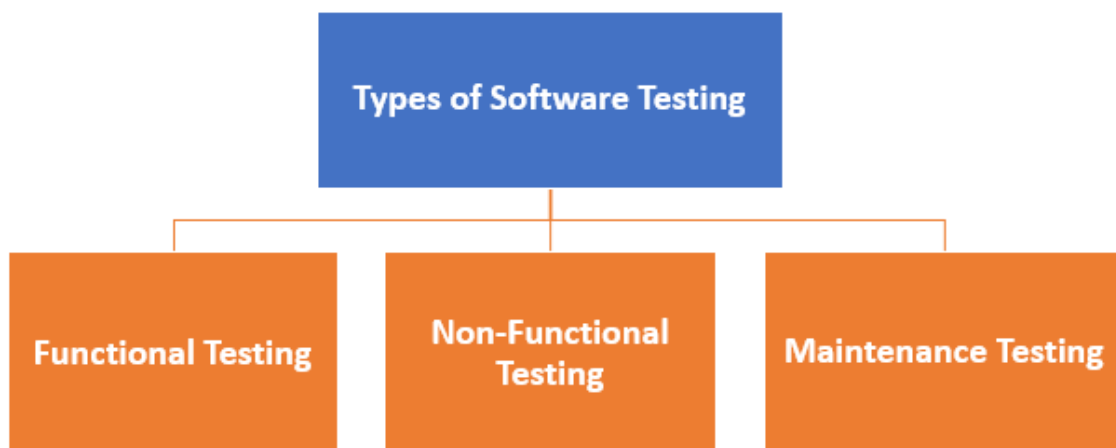 Types of Software Testing
Functional Testing
Non-Functional
Testing
Maintenance Testing